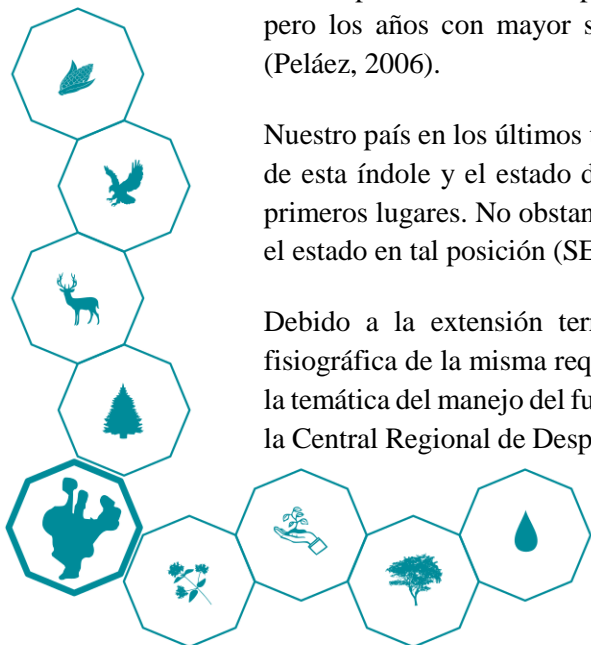 pero los años con mayor s
(Peláez, 2006).
Nuestro país en los últimos
de esta índole y el estado d
primeros lugares. No obstan
el estado en tal posición (SE
Debido a la extensión ter
fisiográfica de la misma req
la temática del manejo del fu
la Central Regional de Desp